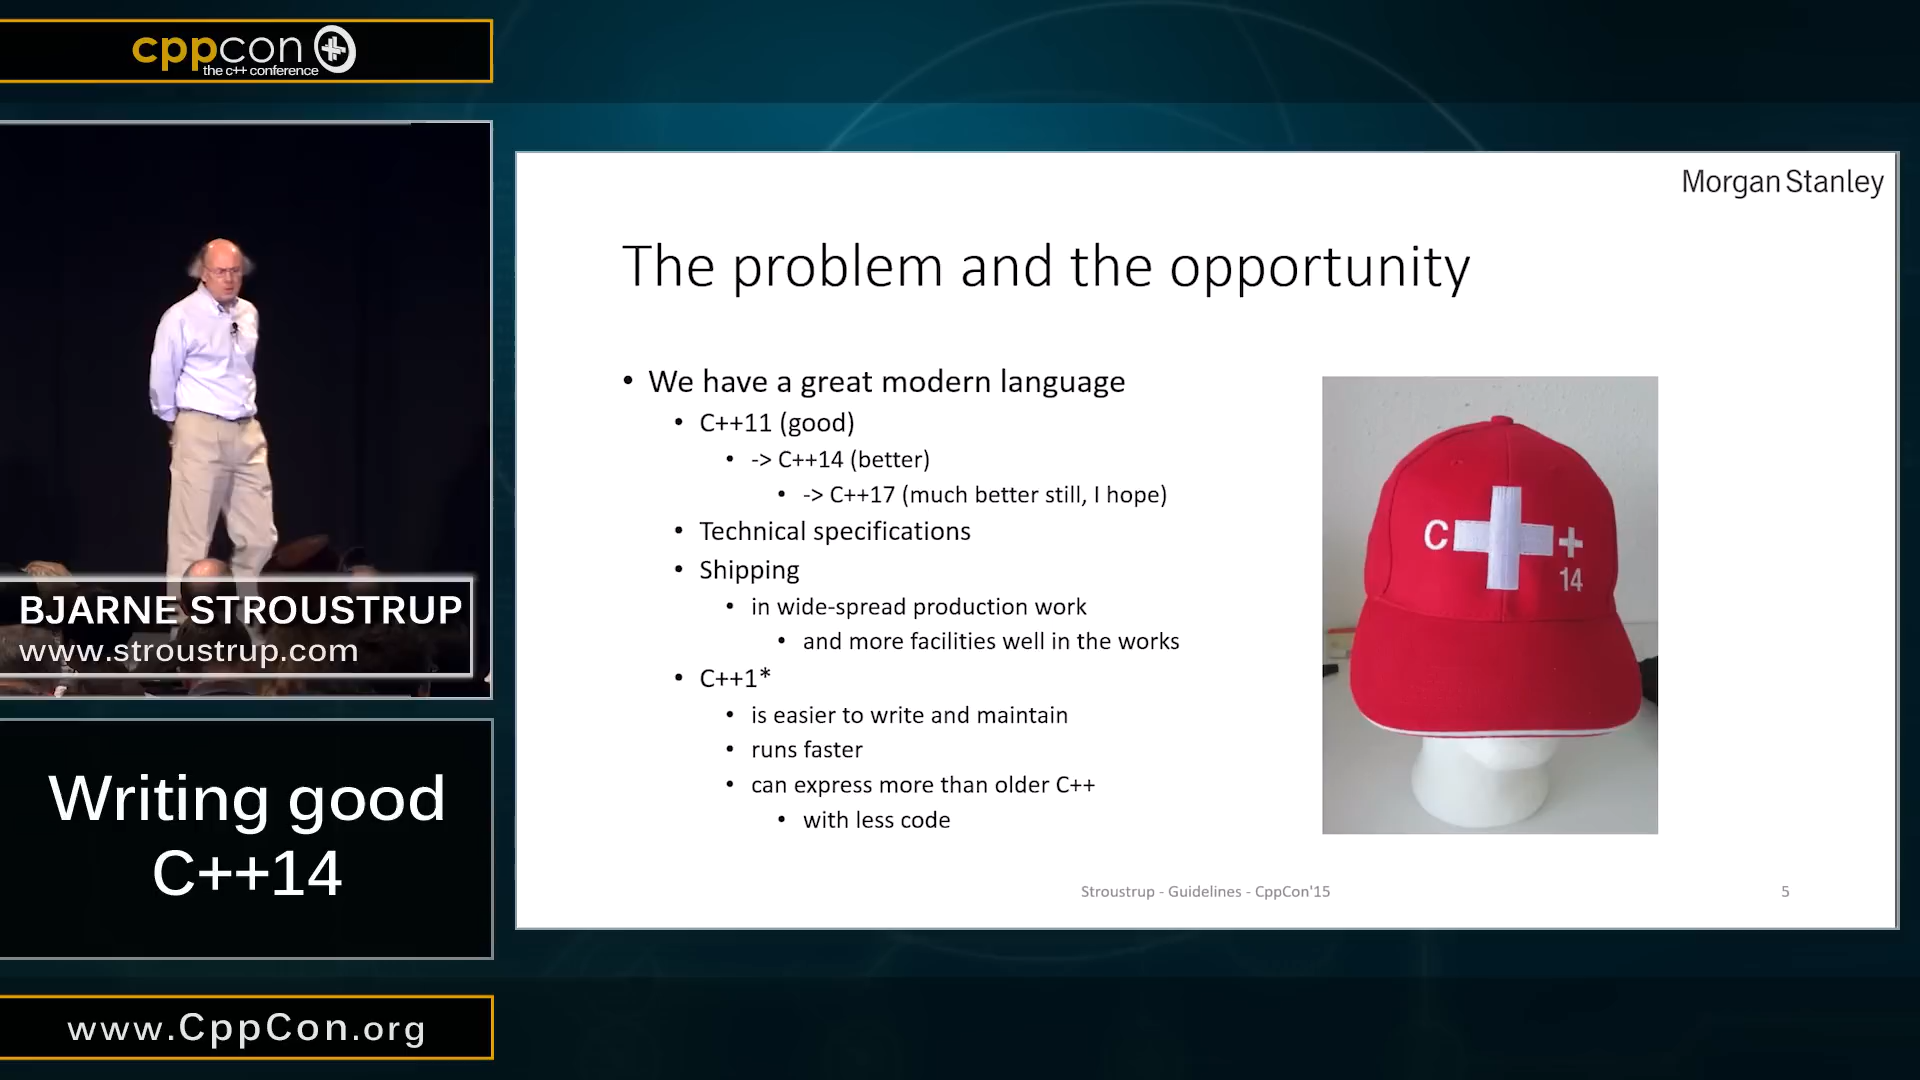 cppcon
the c++ conference
BJARNE STROUSTRUP
www.stroustrup.com
Writing good
C++14
www.CppCon.org
Morgan Stanley
The problem and the opportunity
• We have a great modern language
• C++11 (good)
• -> C++14 (better)
• -> C++17 (much better still, I hope)
• Technical specifications
• Shipping
• in wide-spread production work
• and more facilities well in the works
• C++1*
• is easier to write and maintain
• runs faster
• can express more than older C++
• with less code
C++
14
Stroustrup - Guidelines - CppCon'15
5